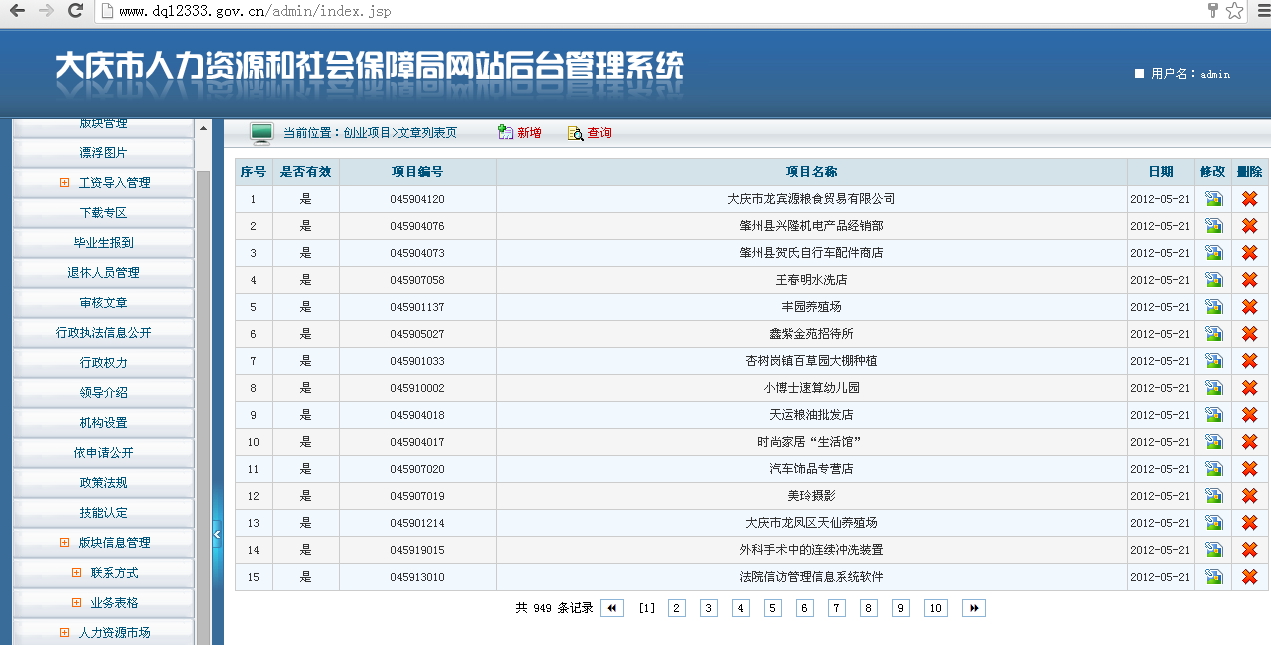 www.dq12333.gov.cn/admin/index.jsp
大庆市人力资源和社会保障局网站后台管理系统
用户名：admin
版块管理
漂浮图片
工资导入管理
下载专区
毕业生报到
退休人员管理
审核文章
行政执法信息公开
行政权力
领导介绍
机构设置
依申请公开
政策法规
技能认定
版块信息管理
联系方式
业务表格
人力资源市场
当前位置：创业项目>文章列表页 新增 查询
序号 是否有效 项目编号 项目名称 日期 修改 删除
1 是 045904120 大庆市龙宾源粮食贸易有限公司 2012-05-21
2 是 045904076 肇州县兴隆机电产品经销部 2012-05-21
3 是 045904073 肇州县贺氏自行车配件商店 2012-05-21
4 是 045907058 王春明水洗店 2012-05-21
5 是 045901137 丰园养殖场 2012-05-21
6 是 045905027 鑫紫金苑招待所 2012-05-21
7 是 045901033 杏树岗镇百草园大棚种植 2012-05-21
8 是 045910002 小博士速算幼儿园 2012-05-21
9 是 045904018 天运粮油批发店 2012-05-21
10 是 045904017 时尚家居“生活馆” 2012-05-21
11 是 045907020 汽车饰品专营店 2012-05-21
12 是 045907019 美玲摄影 2012-05-21
13 是 045901214 大庆市龙凤区天仙养殖场 2012-05-21
14 是 045919015 外科手术中的连续冲洗装置 2012-05-21
15 是 045913010 法院信访管理信息系统软件 2012-05-21
共 949 条记录 [1] 2 3 4 5 6 7 8 9 10